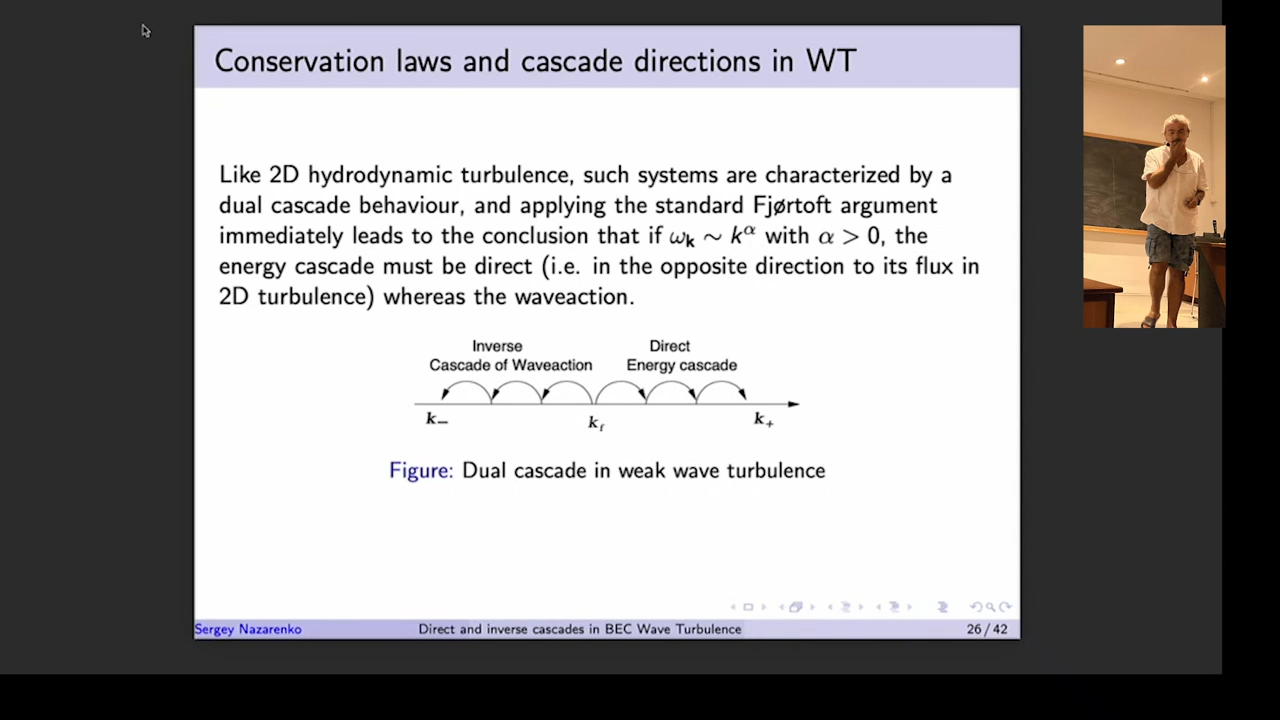 Conservation laws and cascade directions in WT
Like 2D hydrodynamic turbulence, such systems are characterized by a
dual cascade behaviour, and applying the standard Fjørtoft argument
immediately leads to the conclusion that if ω𝐤 ∼ k^α with α > 0, the
energy cascade must be direct (i.e. in the opposite direction to its flux in
2D turbulence) whereas the waveaction.
Inverse
Cascade of Waveaction
Direct
Energy cascade
k₋
k_f
k₊
Figure: Dual cascade in weak wave turbulence
Sergey Nazarenko
Direct and inverse cascades in BEC Wave Turbulence
26 / 42